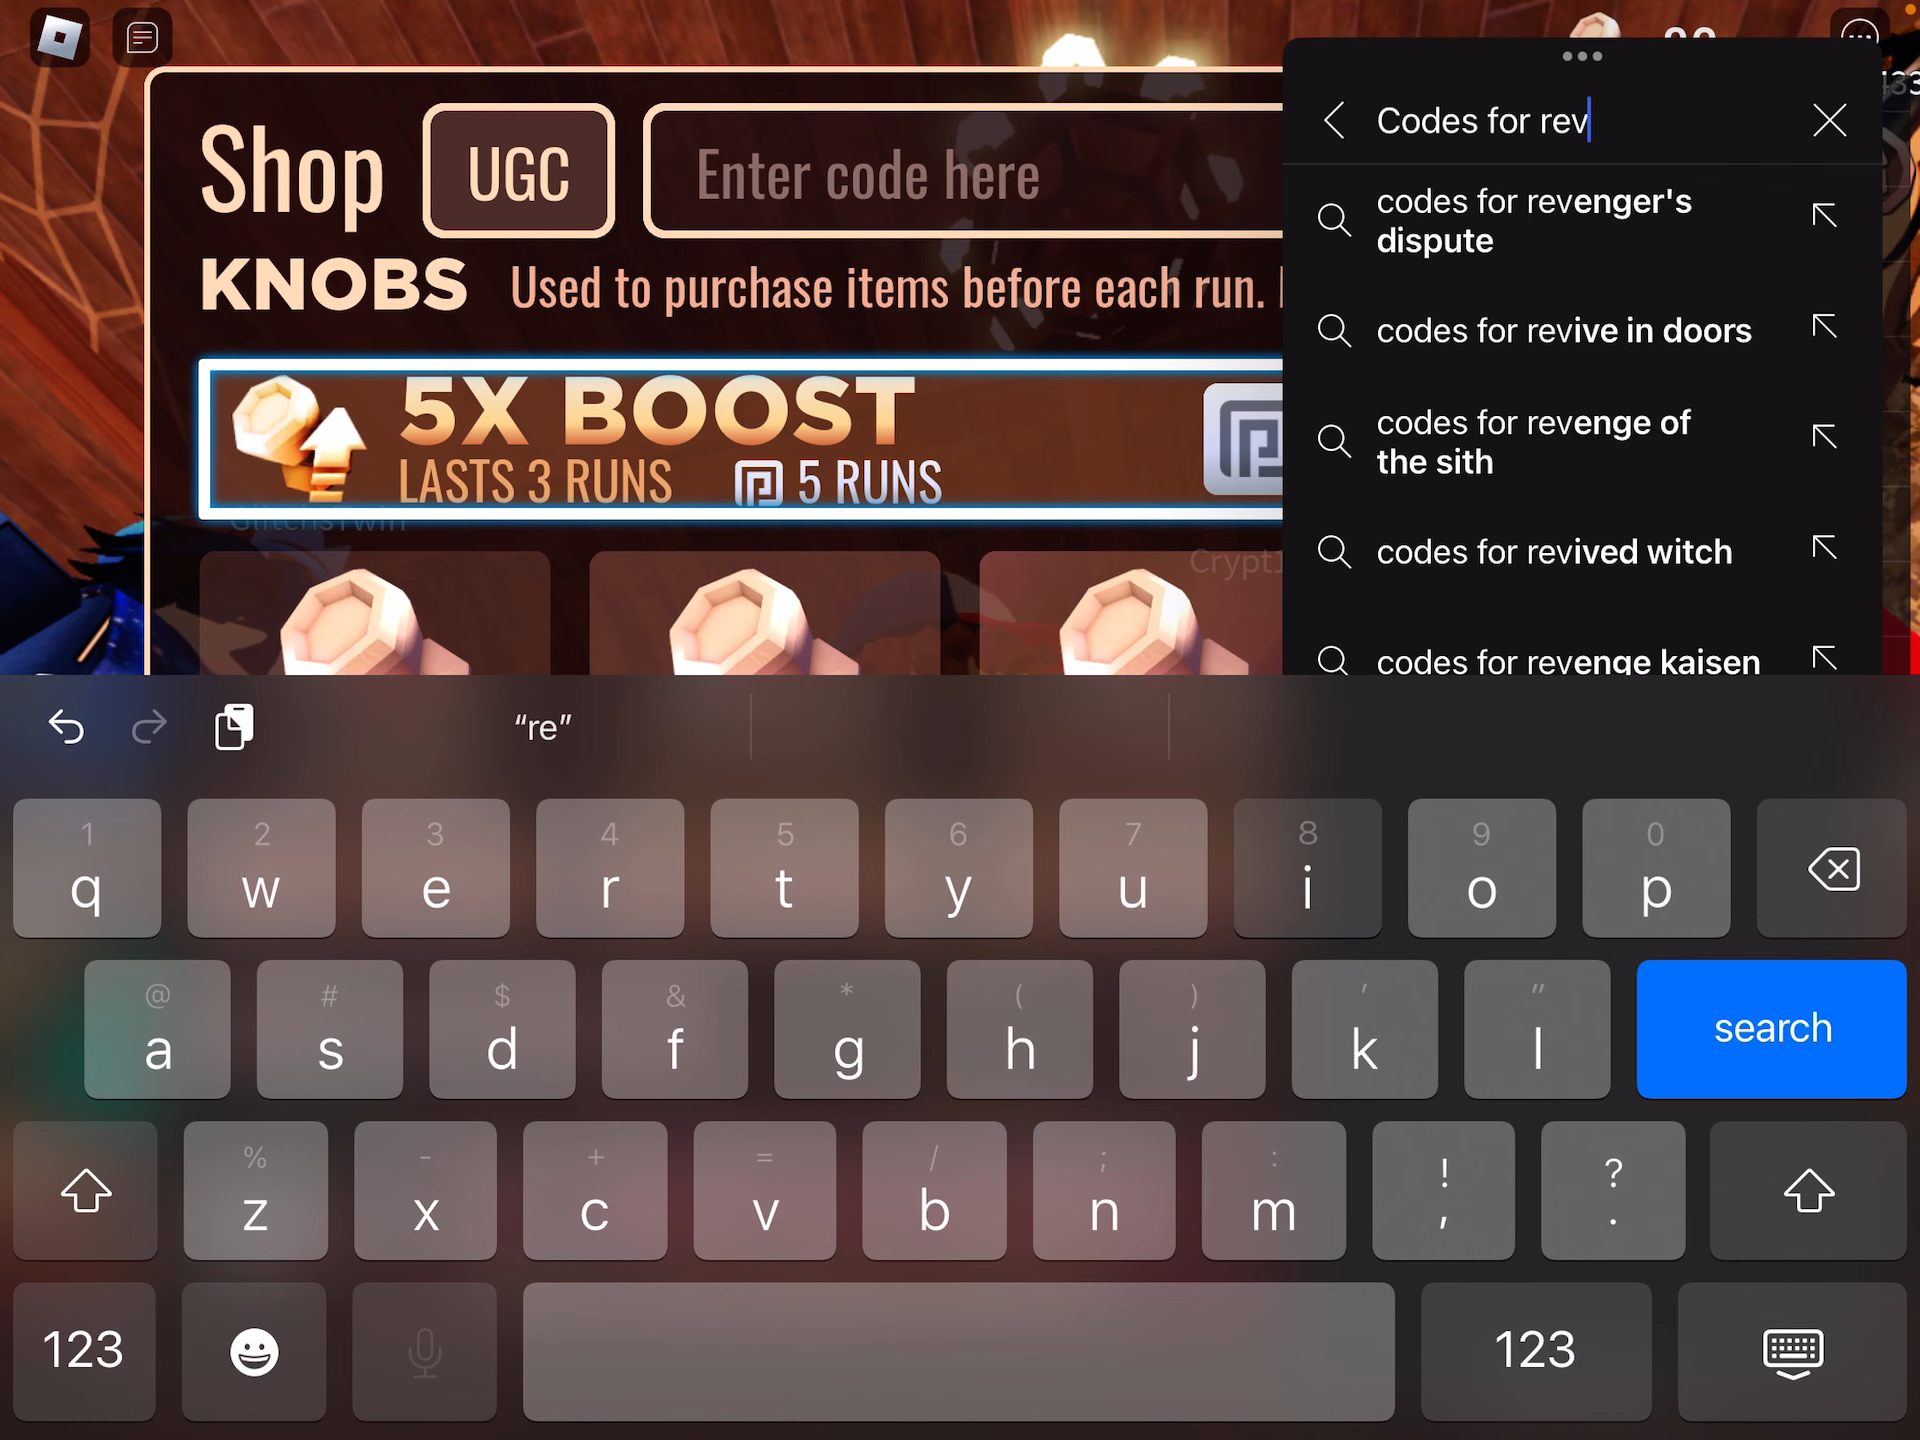 Shop
UGC
Enter code here
KNOBS
Used to purchase items before each run.
5X BOOST
LASTS 3 RUNS
5 RUNS
GlitchsTwin
Codes for rev
codes for revenger's
dispute
codes for revive in doors
codes for revenge of
the sith
codes for revived witch
codes for revenge kaisen
“re”
1 2 3 4 5 6 7 8 9 0
q w e r t y u i o p
@ # $ & * ( ) ' "
a s d f g h j k l
search
% - + = / ; : ! ?
z x c v b n m , .
123
123